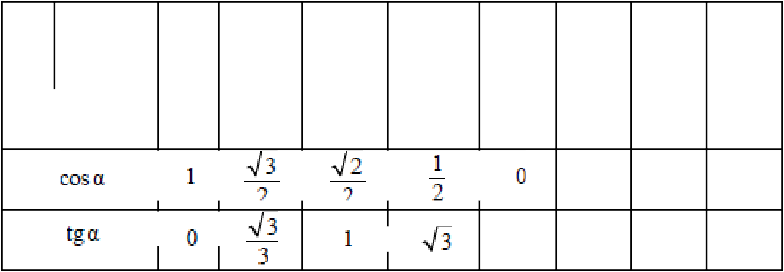 cos α 1 √3/2 √2/2 1/2 0
tg α 0 √3/3 1 √3